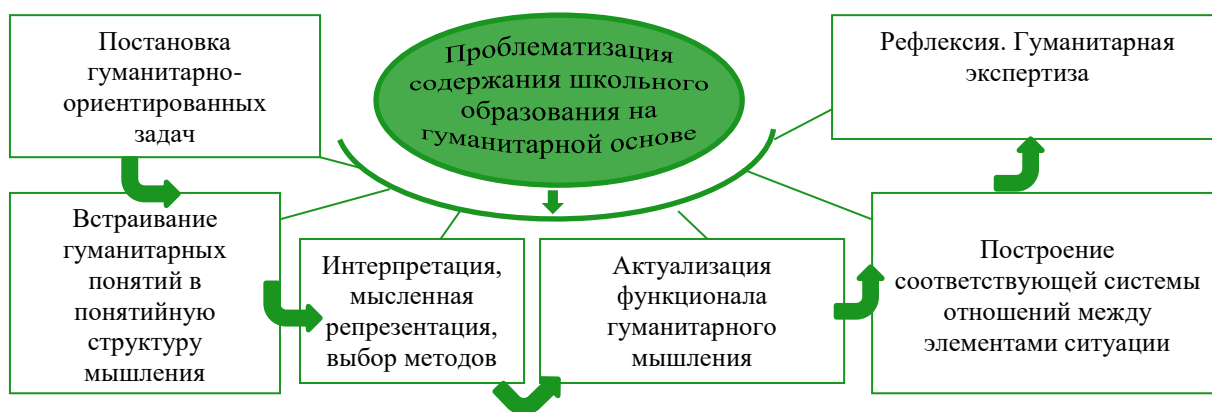 Постановка
гуманитарно-
ориентированных
задач
Проблематизация
содержания школьного
образования на
гуманитарной основе
Рефлексия. Гуманитарная
экспертиза
Встраивание
гуманитарных
понятий в
понятийную
структуру
мышления
Интерпретация,
мысленная
репрезентация,
выбор методов
Актуализация
функционала
гуманитарного
мышления
Построение
соответствующей системы
отношений между
элементами ситуации